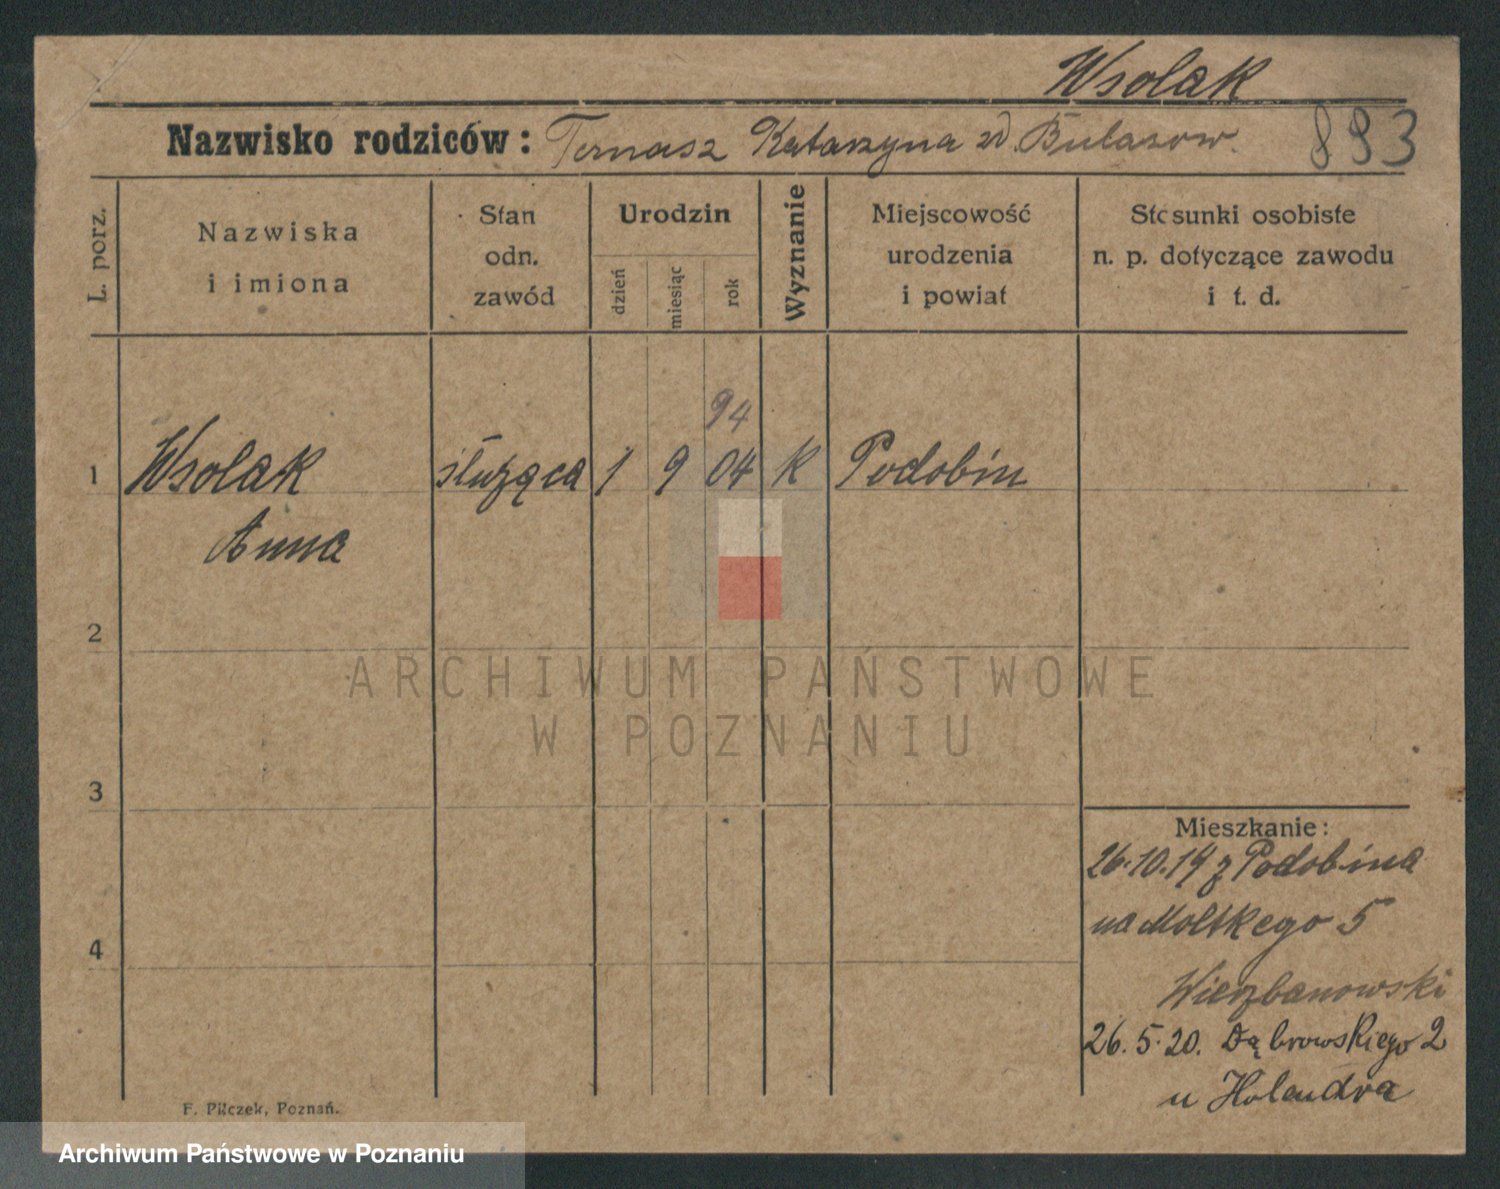 Wsolak
Nazwisko rodziców: Tomasz Katarzyna zd. Bulasow. 893
L. porz.
Nazwiska i imiona
Stan odn. zawód
Urodzin
dzień miesiąc rok
Wyznanie
Miejscowość urodzenia i powiat
Stosunki osobiste n. p. dotyczące zawodu i t. d.
94
1 Wsolak służąca 1 9 04 K Podobin
Anna
2
ARCHIWUM PAŃSTWOWE
W POZNANIU
3
Mieszkanie:
26.10.19 z Podobina
na Moltkego 5
4
Wierzbanowski
26.5.20. Dąbrowskiego 2
u Holendra
F. Pilczek, Poznań.
Archiwum Państwowe w Poznaniu